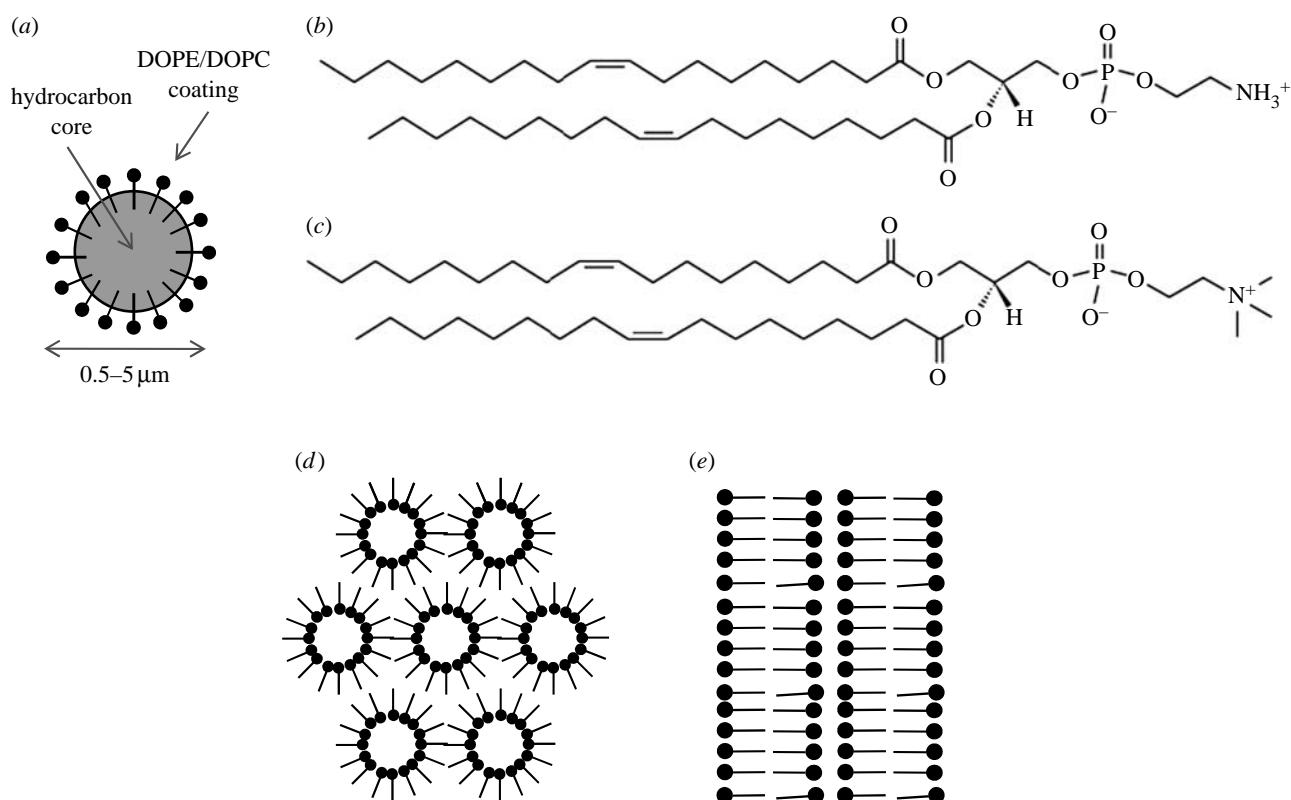 (a)
DOPE/DOPC
coating
hydrocarbon
core
0.5–5 µm
(b)
O
O
O
O
H
O
P
O⁻
O
O
NH₃⁺
(c)
O
O
O
O
H
O
P
O⁻
O
O
N⁺
(d)
(e)